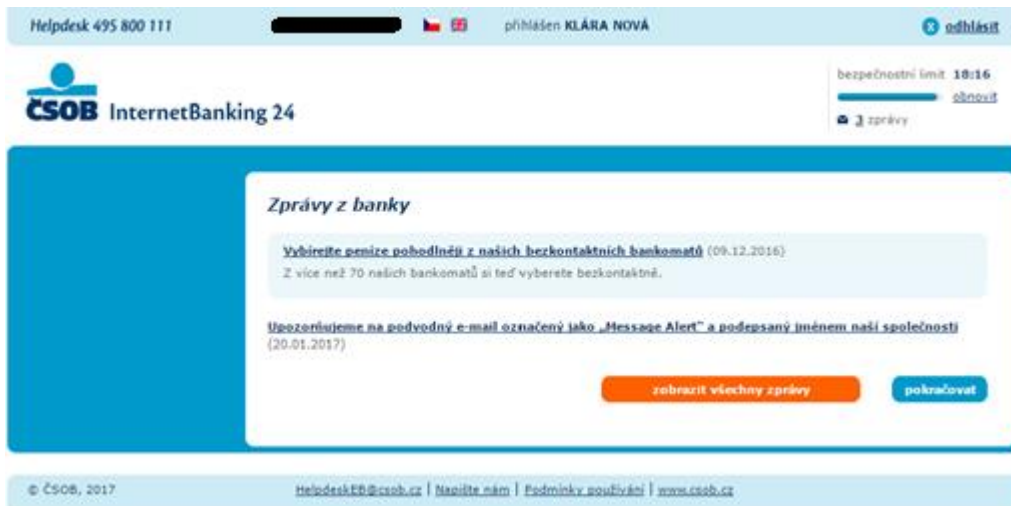 Helpdesk 495 800 111
přihlášen KLÁRA NOVÁ
odhlásit
bezpečnostní limit 18:16
obnovit
3 zprávy
ČSOB InternetBanking 24
Zprávy z banky
Vybírejte peníze pohodlněji z našich bezkontaktních bankomatů (09.12.2016)
Z více než 70 našich bankomatů si teď vyberete bezkontaktně.
Upozorňujeme na podvodný e-mail označený jako „Message Alert" a podepsaný jménem naší společnosti
(20.01.2017)
zobrazit všechny zprávy
pokračovat
© ČSOB, 2017
HelpdeskEB@csob.cz | Napište nám | Podmínky používání | www.csob.cz